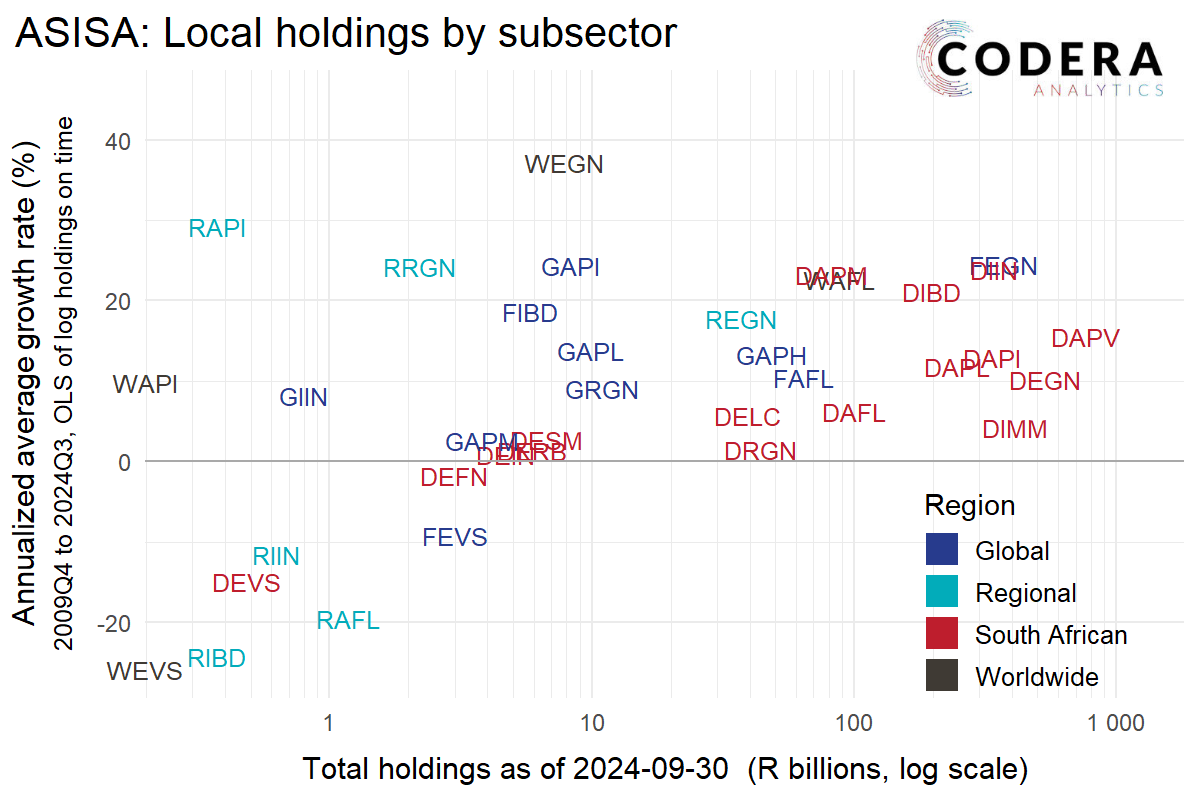 ASISA: Local holdings by subsector
CODERA
ANALYTICS
Annualized average growth rate (%)
2009Q4 to 2024Q3, OLS of log holdings on time
40
20
0
-20
WEGN
RAPI
RRGN
GAPI
FEGN
DIIN
DAPM
WAFL
DIBD
FIBD
REGN
DAPV
GAPL
GAPH
DAPI
DAPL
WAPI
GIIN
GRGN
FAFL
DEGN
DELC
DAFL
DIMM
GAPM
DESM
DEIN
DRGN
DEFN
FEVS
RIIN
DEVS
RAFL
RIBD
WEVS
Region
Global
Regional
South African
Worldwide
1
10
100
1 000
Total holdings as of 2024-09-30 (R billions, log scale)